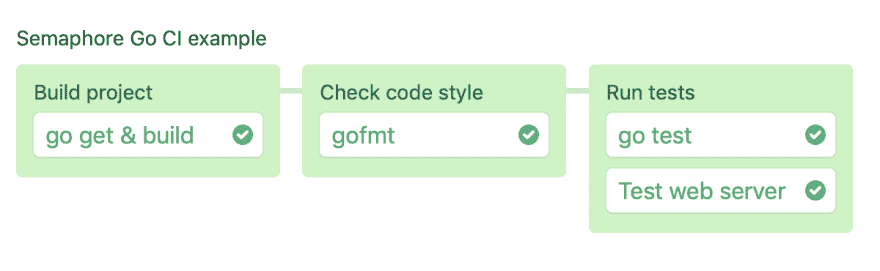 Semaphore Go CI example
Build project
go get & build
Check code style
gofmt
Run tests
go test
Test web server